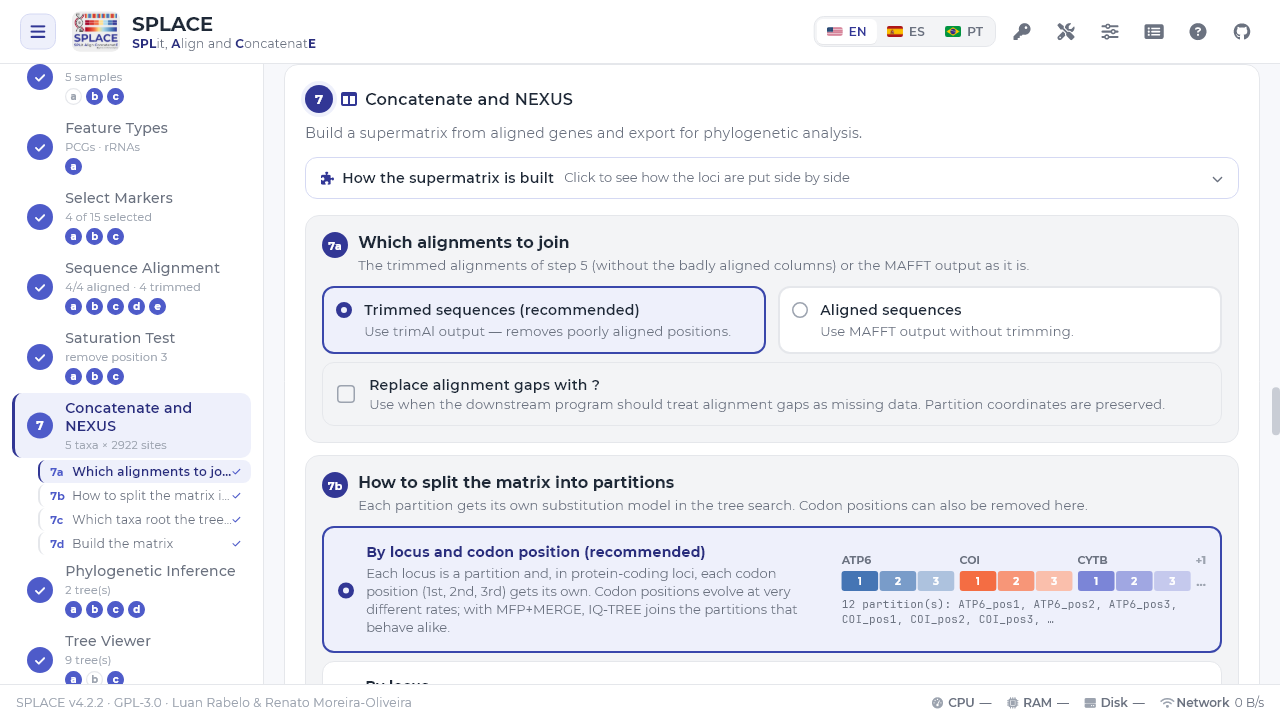 SPLACE
SPLit, Align and ConcatenatE
EN
ES
PT
5 samples
a b c
Feature Types
PCGs · rRNAs
a
Select Markers
4 of 15 selected
a b c
Sequence Alignment
4/4 aligned · 4 trimmed
a b c d e
Saturation Test
remove position 3
a b c
7
Concatenate and
NEXUS
5 taxa × 2922 sites
7a Which alignments to jo...
7b How to split the matrix i...
7c Which taxa root the tree...
7d Build the matrix
Phylogenetic Inference
2 tree(s)
a b c d
Tree Viewer
9 tree(s)
a b c
7 Concatenate and NEXUS
Build a supermatrix from aligned genes and export for phylogenetic analysis.
How the supermatrix is built Click to see how the loci are put side by side
7a Which alignments to join
The trimmed alignments of step 5 (without the badly aligned columns) or the MAFFT output as it is.
Trimmed sequences (recommended)
Use trimAl output — removes poorly aligned positions.
Aligned sequences
Use MAFFT output without trimming.
Replace alignment gaps with ?
Use when the downstream program should treat alignment gaps as missing data. Partition coordinates are preserved.
7b How to split the matrix into partitions
Each partition gets its own substitution model in the tree search. Codon positions can also be removed here.
By locus and codon position (recommended)
Each locus is a partition and, in protein-coding loci, each codon
position (1st, 2nd, 3rd) gets its own. Codon positions evolve at very
different rates; with MFP+MERGE, IQ-TREE joins the partitions that
behave alike.
ATP6 COI CYTB +1
1 2 3 1 2 3 1 2 3 ...
12 partition(s): ATP6_pos1, ATP6_pos2, ATP6_pos3,
COI_pos1, COI_pos2, COI_pos3, …
By locus
SPLACE v4.2.2 · GPL-3.0 · Luan Rabelo & Renato Moreira-Oliveira
CPU —
RAM —
Disk —
Network 0 B/s